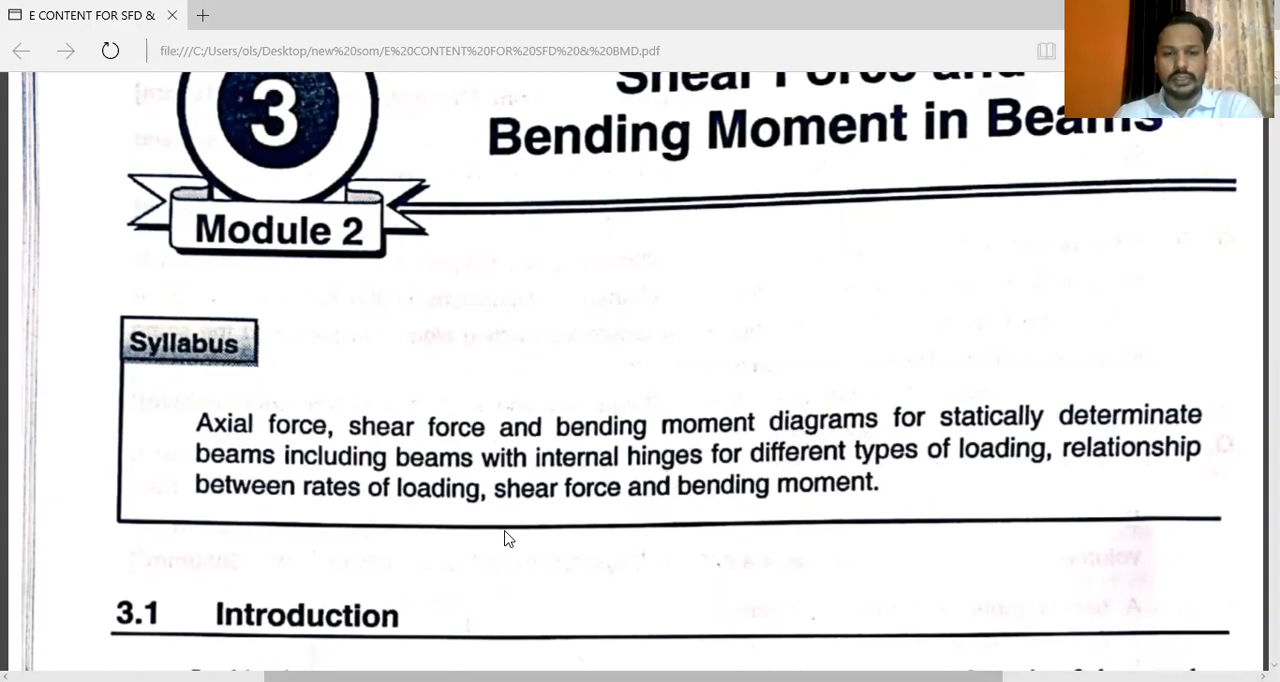 E CONTENT FOR SFD &
file:///C:/Users/ols/Desktop/new%20som/E%20CONTENT%20FOR%20SFD%20&%20BMD.pdf
3
Shear Force and
Bending Moment in Beams
Module 2
Syllabus
Axial force, shear force and bending moment diagrams for statically determinate
beams including beams with internal hinges for different types of loading, relationship
between rates of loading, shear force and bending moment.
3.1 Introduction